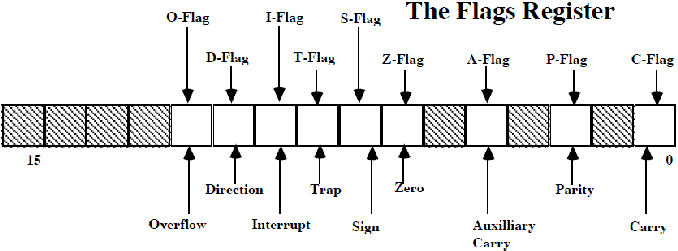 The Flags Register
O-Flag I-Flag S-Flag
D-Flag T-Flag Z-Flag A-Flag P-Flag C-Flag
15 0
Direction Trap Zero Parity
Overflow Interrupt Sign Auxilliary Carry
Carry